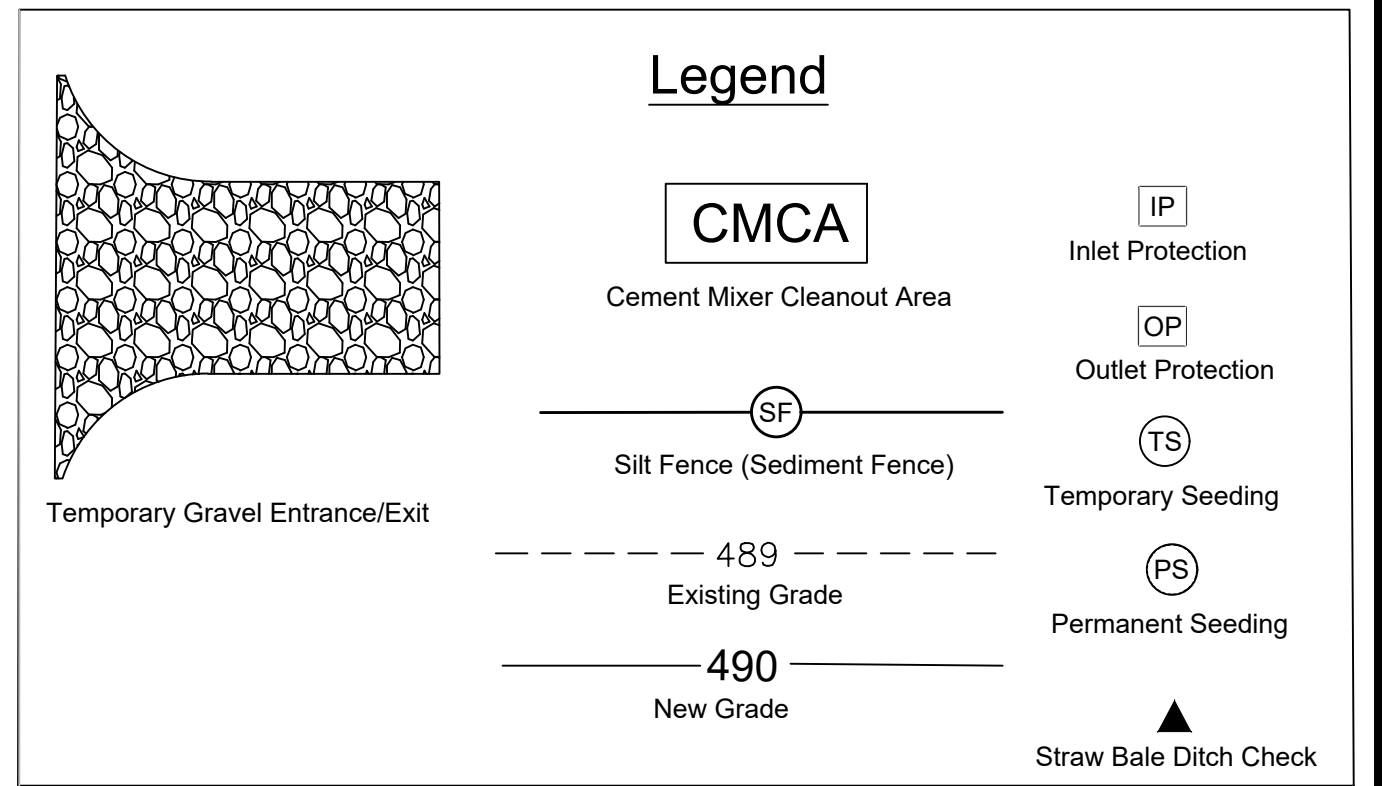 Legend
Temporary Gravel Entrance/Exit
CMCA
Cement Mixer Cleanout Area
SF
Silt Fence (Sediment Fence)
489
Existing Grade
490
New Grade
IP
Inlet Protection
OP
Outlet Protection
TS
Temporary Seeding
PS
Permanent Seeding
Straw Bale Ditch Check